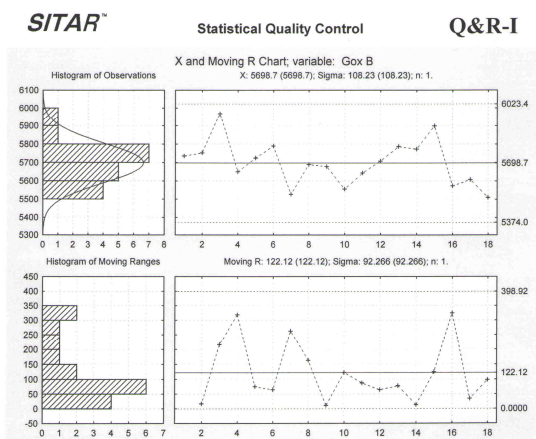 SITAR™
Statistical Quality Control
Q&R-I
X and Moving R Chart; variable: Gox B
Histogram of Observations
X: 5698.7 (5698.7); Sigma: 108.23 (108.23); n: 1.
6100
6000
5900
5800
5700
5600
5500
5400
5300
0 1 2 3 4 5 6 7 8
6023.4
5698.7
5374.0
2 4 6 8 10 12 14 16 18
Histogram of Moving Ranges
Moving R: 122.12 (122.12); Sigma: 92.266 (92.266); n: 1.
450
400
350
300
250
200
150
100
50
0
-50
0 1 2 3 4 5 6 7
398.92
122.12
0.0000
2 4 6 8 10 12 14 16 18